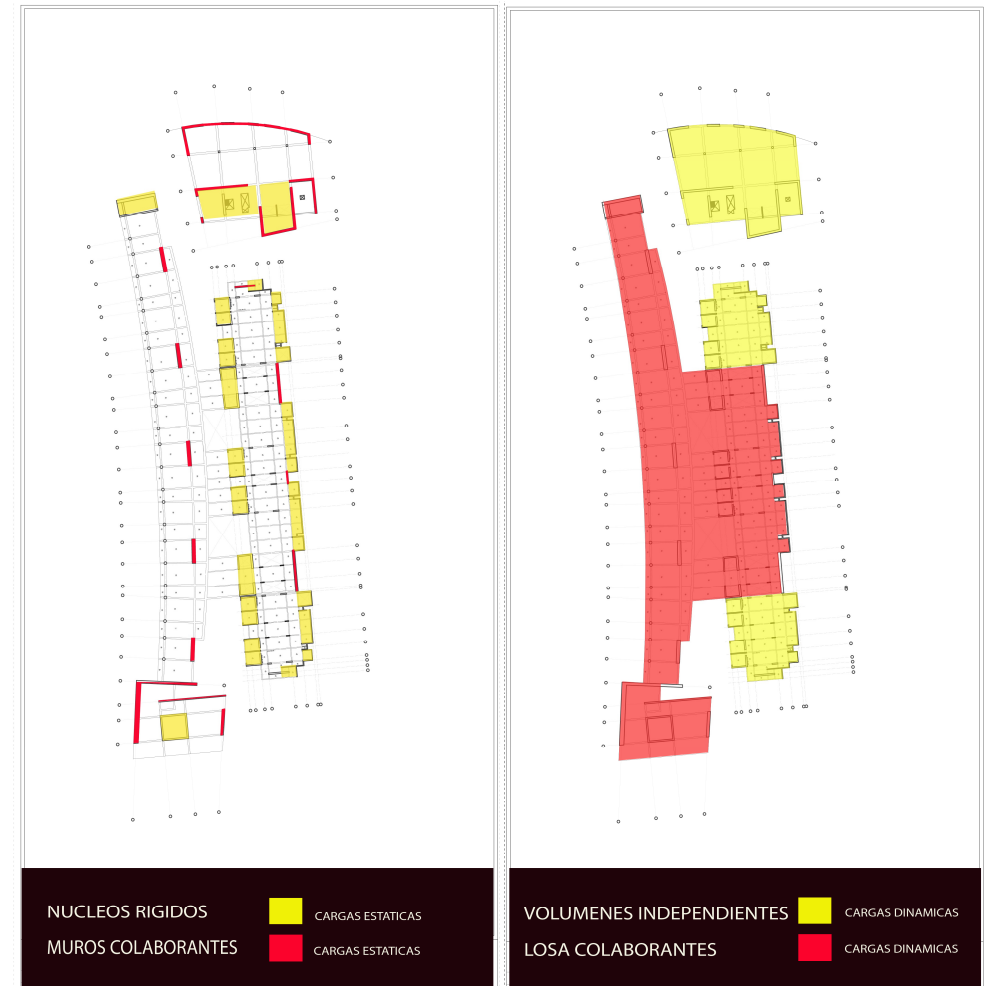 NUCLEOS RIGIDOS
CARGAS ESTATICAS
MUROS COLABORANTES
CARGAS ESTATICAS
VOLUMENES INDEPENDIENTES
CARGAS DINAMICAS
LOSA COLABORANTES
CARGAS DINAMICAS